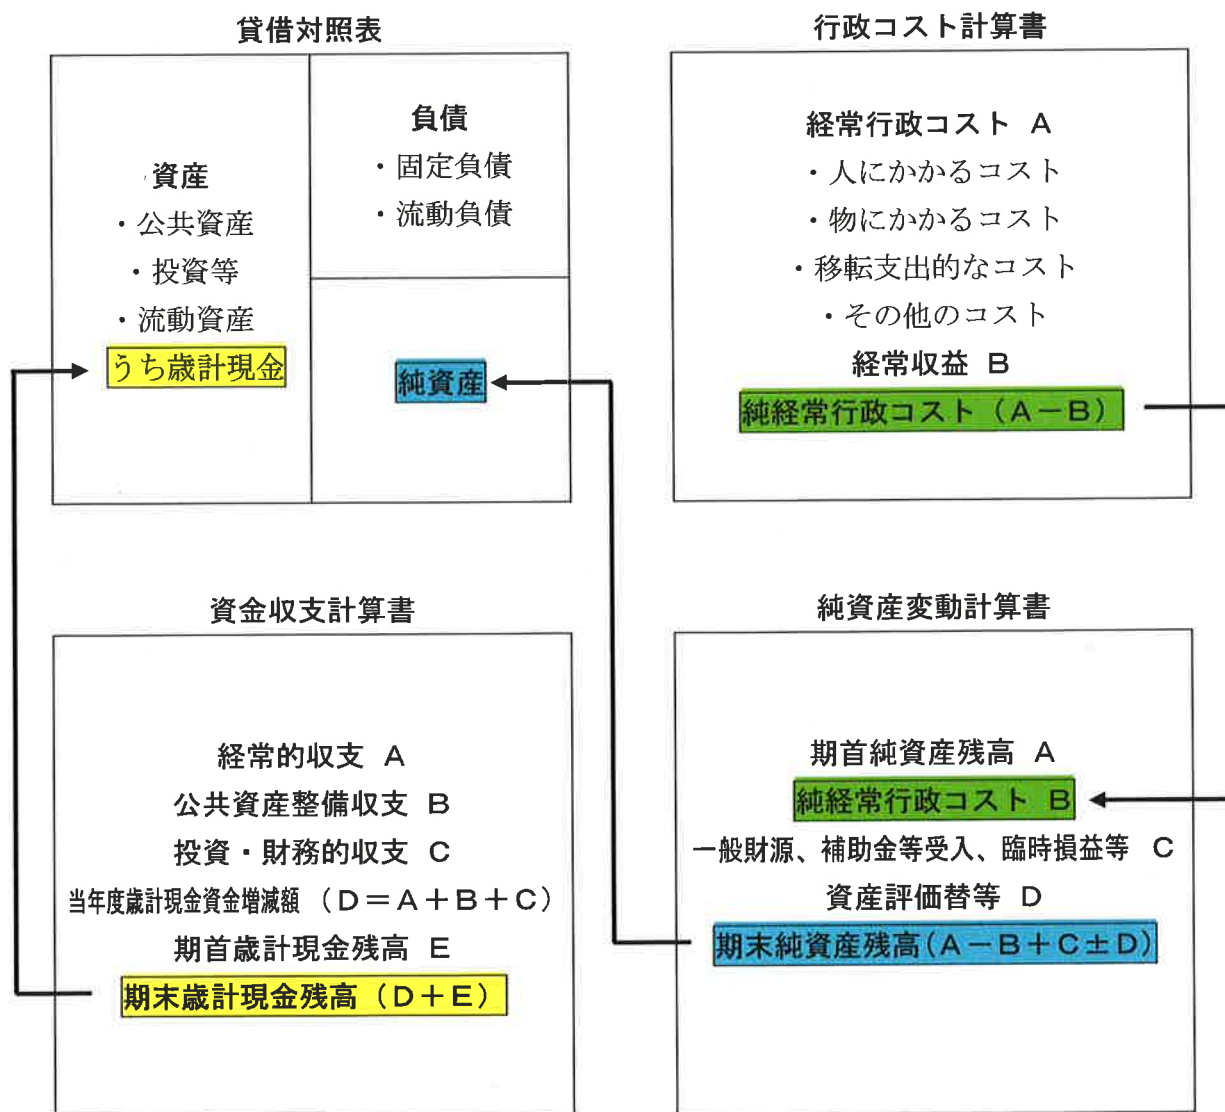 貸借対照表
資産
・公共資産
・投資等
・流動資産
うち歳計現金
負債
・固定負債
・流動負債
純資産
行政コスト計算書
経常行政コスト A
・人にかかるコスト
・物にかかるコスト
・移転支出的なコスト
・その他のコスト
経常収益 B
純経常行政コスト（A－B）
資金収支計算書
経常的収支 A
公共資産整備収支 B
投資・財務的収支 C
当年度歳計現金資金増減額 （D＝A＋B＋C）
期首歳計現金残高 E
期末歳計現金残高（D＋E）
純資産変動計算書
期首純資産残高 A
純経常行政コスト B
一般財源、補助金等受入、臨時損益等 C
資産評価替等 D
期末純資産残高（A－B＋C±D）